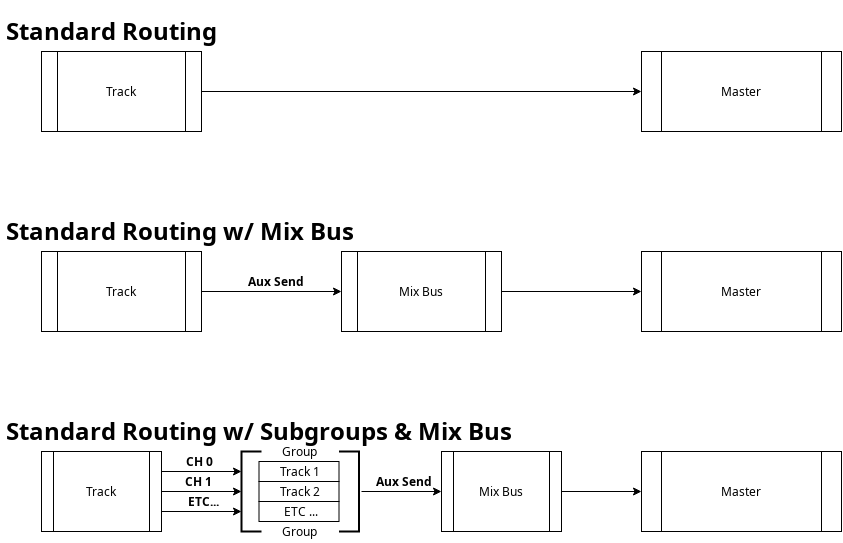 Standard Routing
Track
Master
Standard Routing w/ Mix Bus
Track
Aux Send
Mix Bus
Master
Standard Routing w/ Subgroups & Mix Bus
Track
CH 0
CH 1
ETC...
Group
Track 1
Track 2
ETC ...
Group
Aux Send
Mix Bus
Master